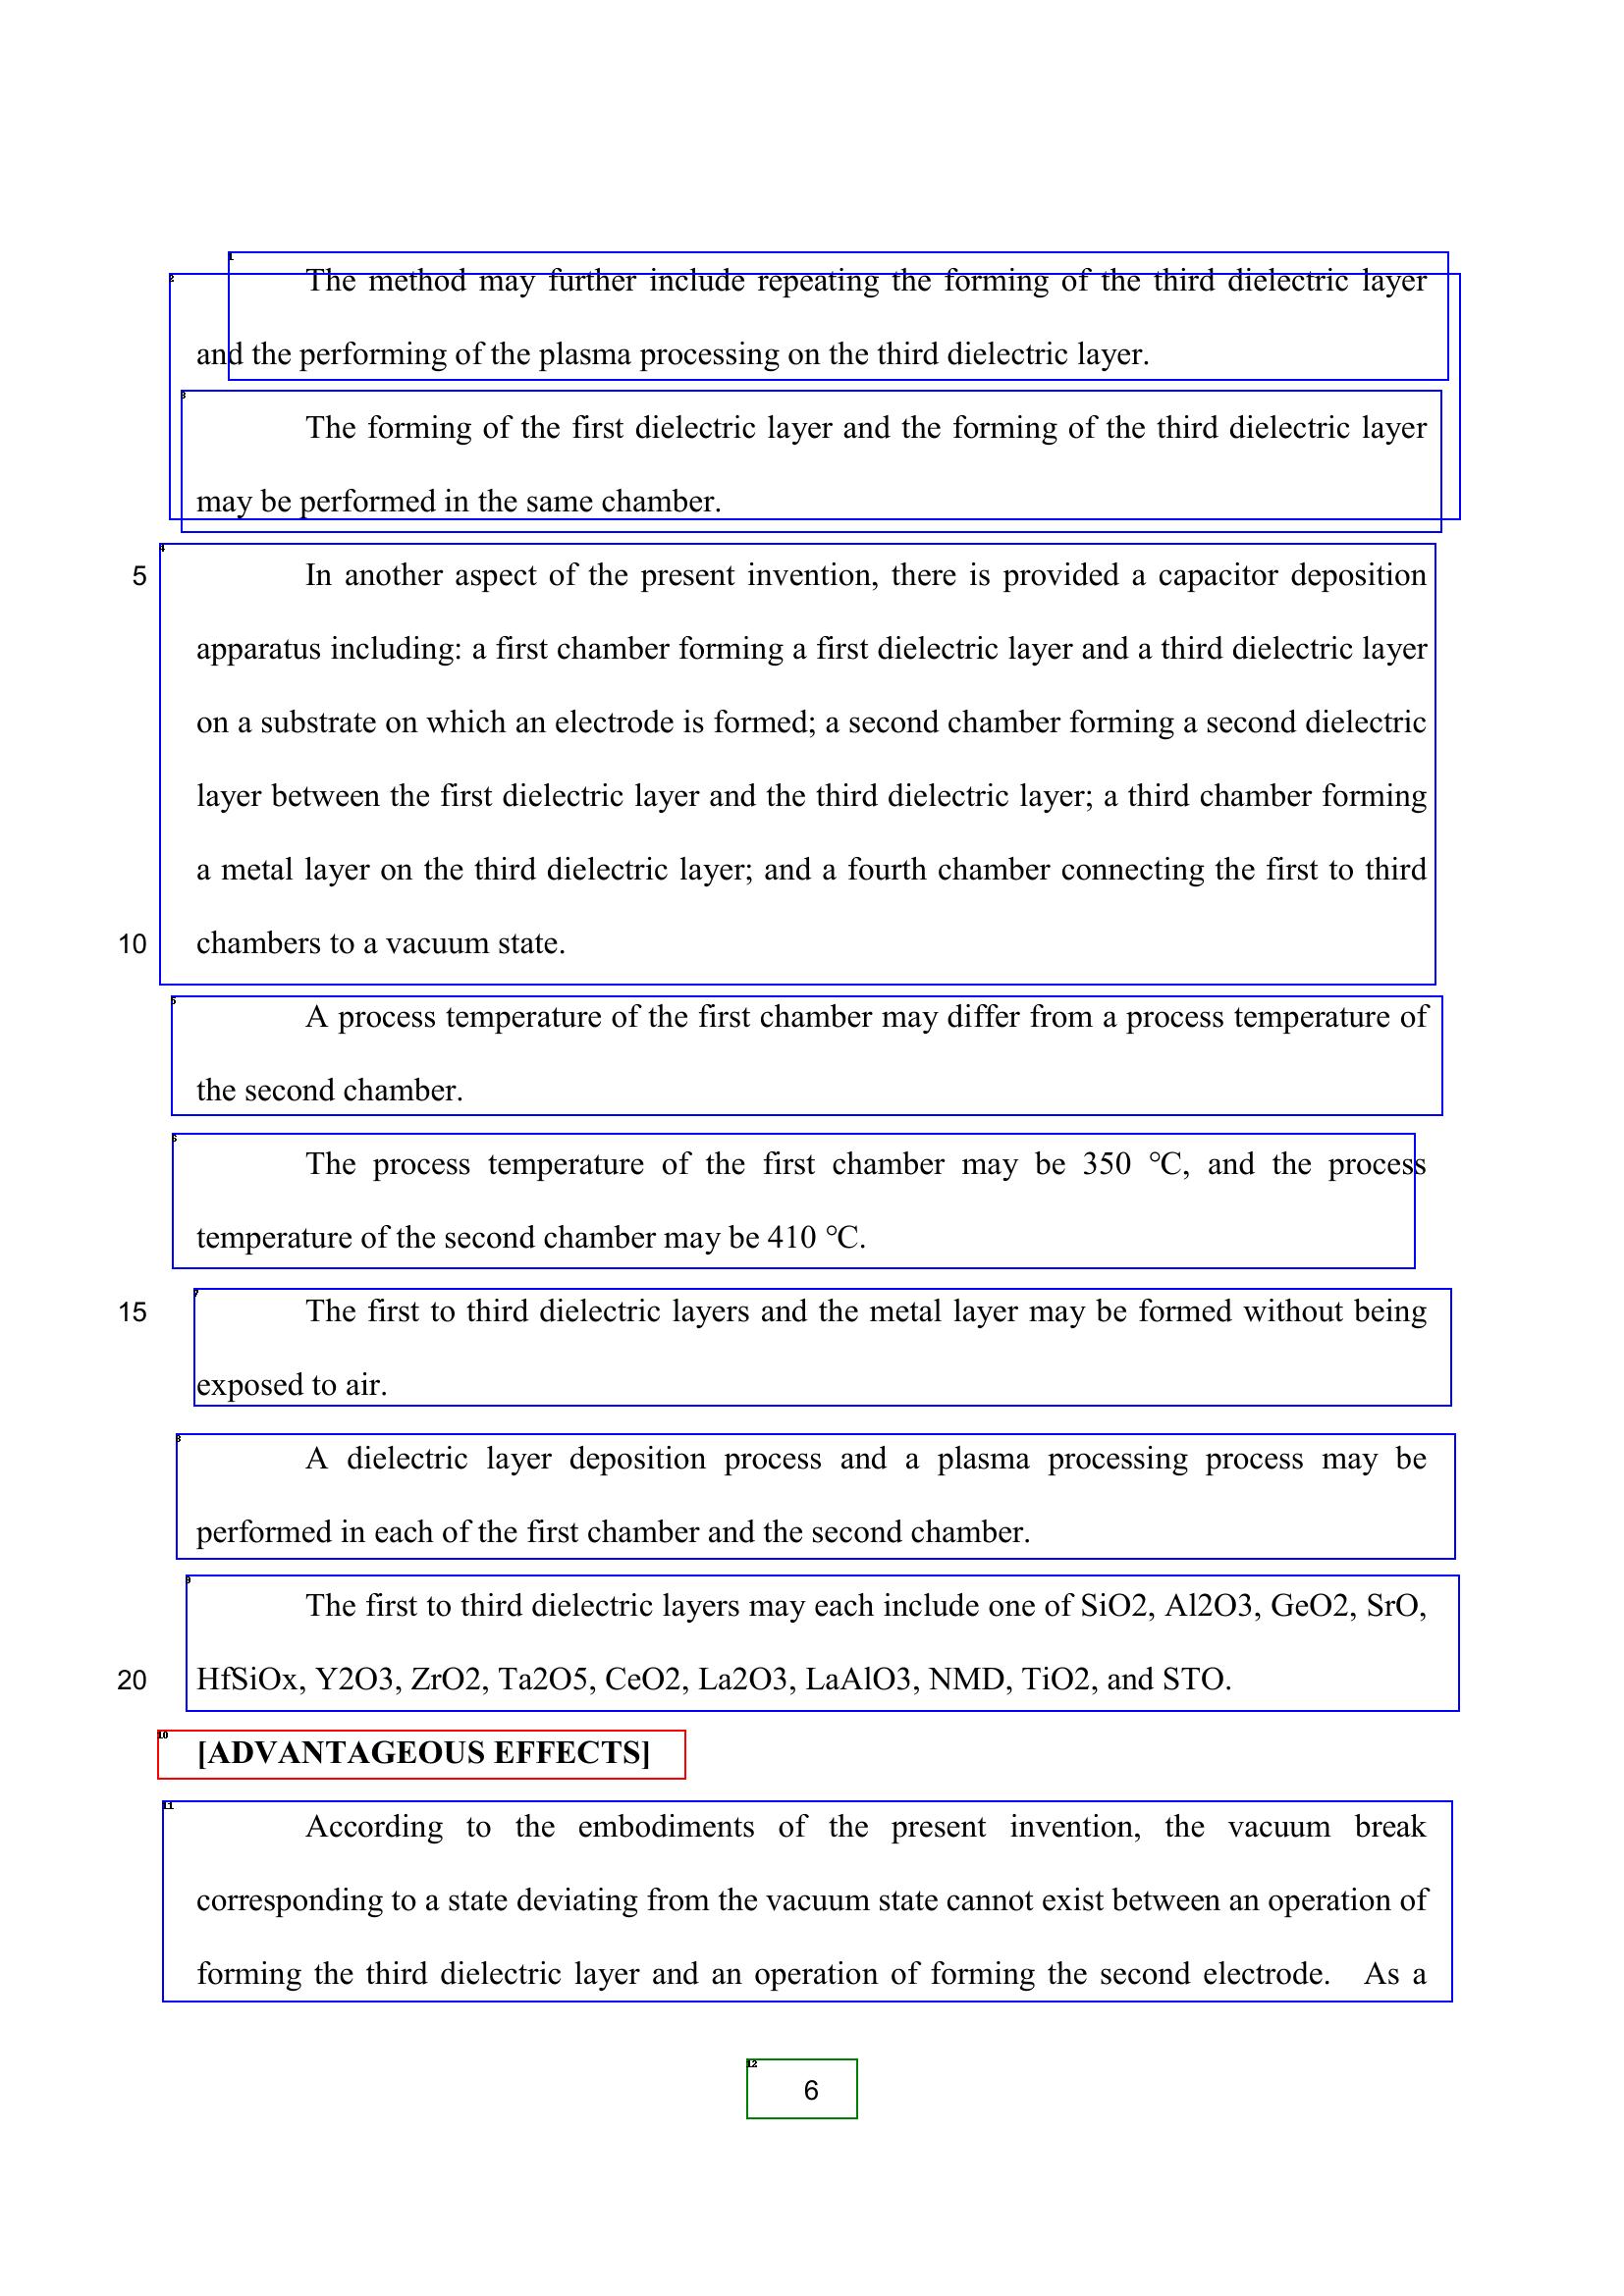 The method may further include repeating the forming of the third dielectric layer
and the performing of the plasma processing on the third dielectric layer.
The forming of the first dielectric layer and the forming of the third dielectric layer
may be performed in the same chamber.
5 In another aspect of the present invention, there is provided a capacitor deposition
apparatus including: a first chamber forming a first dielectric layer and a third dielectric layer
on a substrate on which an electrode is formed; a second chamber forming a second dielectric
layer between the first dielectric layer and the third dielectric layer; a third chamber forming
a metal layer on the third dielectric layer; and a fourth chamber connecting the first to third
10 chambers to a vacuum state.
A process temperature of the first chamber may differ from a process temperature of
the second chamber.
The process temperature of the first chamber may be 350 ℃, and the process
temperature of the second chamber may be 410 ℃.
15 The first to third dielectric layers and the metal layer may be formed without being
exposed to air.
A dielectric layer deposition process and a plasma processing process may be
performed in each of the first chamber and the second chamber.
The first to third dielectric layers may each include one of SiO2, Al2O3, GeO2, SrO,
20 HfSiOx, Y2O3, ZrO2, Ta2O5, CeO2, La2O3, LaAlO3, NMD, TiO2, and STO.
10
[ADVANTAGEOUS EFFECTS]
11
According to the embodiments of the present invention, the vacuum break
corresponding to a state deviating from the vacuum state cannot exist between an operation of
forming the third dielectric layer and an operation of forming the second electrode. As a
12
6